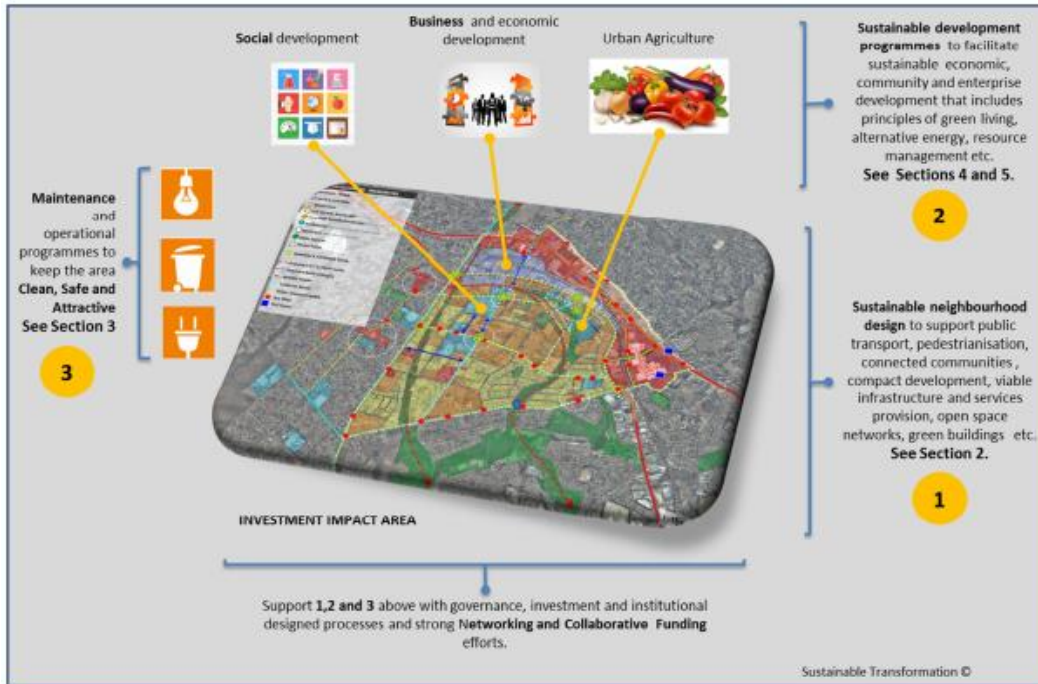 Social development
Business and economic
development
Urban Agriculture
Sustainable development
programmes to facilitate
sustainable economic,
community and enterprise
development that includes
principles of green living,
alternative energy, resource
management etc.
See Sections 4 and 5.
2
Maintenance
and
operational
programmes to
keep the area
Clean, Safe and
Attractive
See Section 3
3
Sustainable neighbourhood
design to support public
transport, pedestrianisation,
connected communities ,
compact development, viable
infrastructure and services
provision, open space
networks, green buildings etc.
See Section 2.
1
INVESTMENT IMPACT AREA
Support 1,2 and 3 above with governance, investment and institutional
designed processes and strong Networking and Collaborative Funding
efforts.
Sustainable Transformation ©